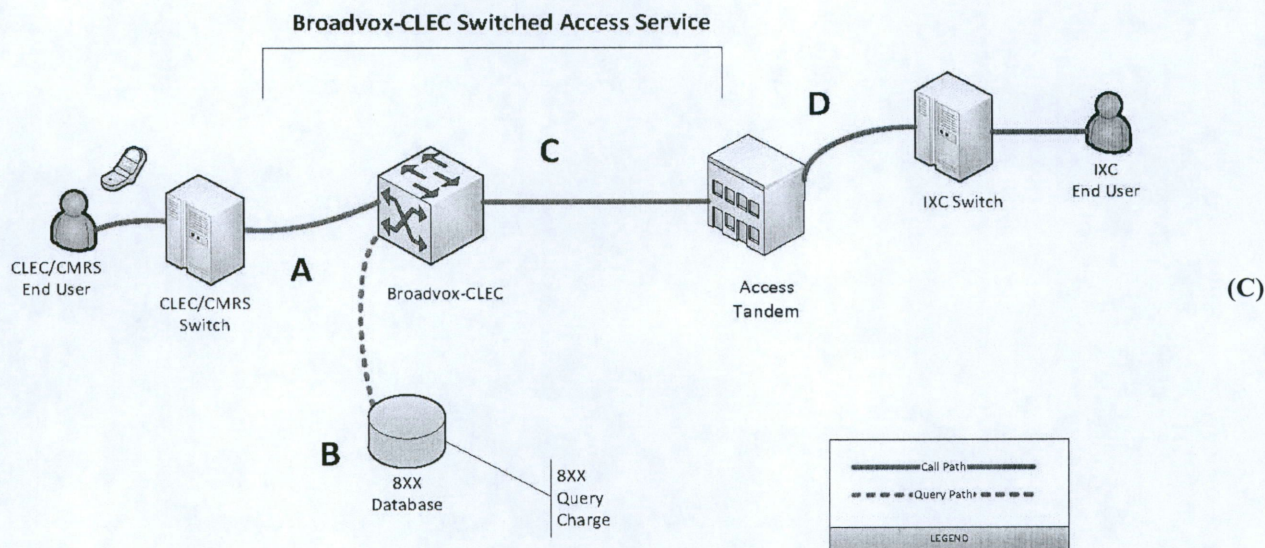 Broadvox-CLEC Switched Access Service
D
C
IXC
End User
IXC Switch
CLEC/CMRS
End User
CLEC/CMRS
Switch
A
Broadvox-CLEC
Access
Tandem
(C)
B
8XX
Database
8XX
Query
Charge
Call Path
Query Path
LEGEND